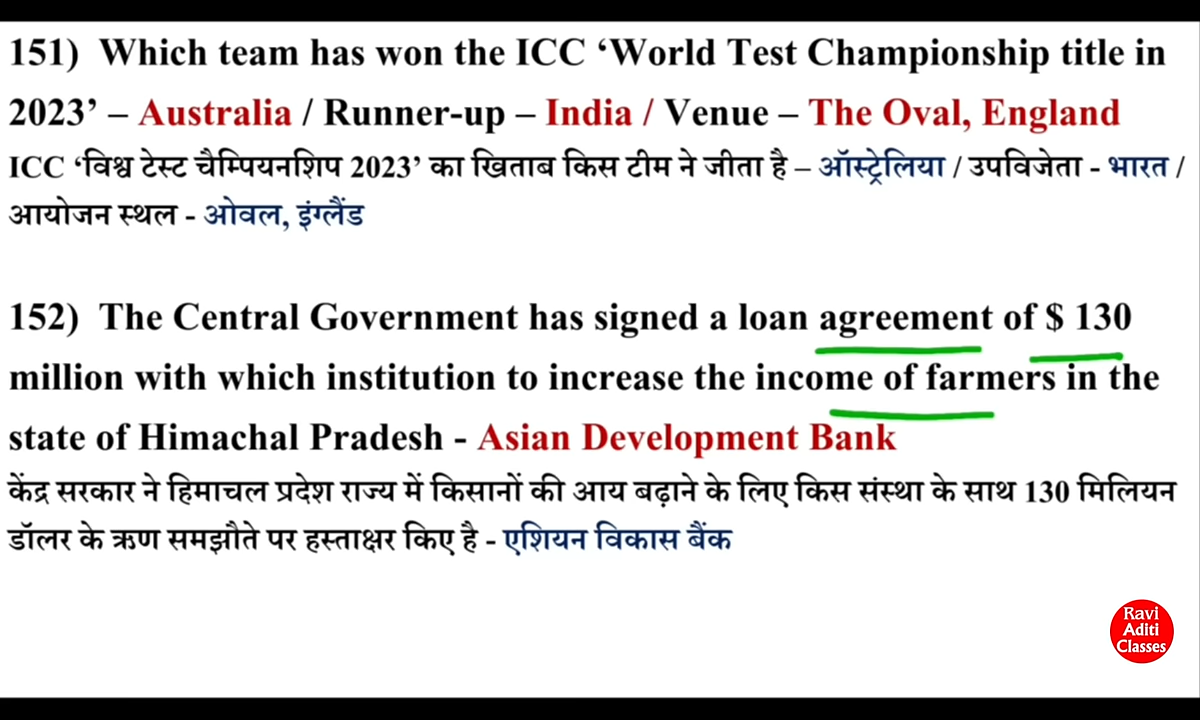 151) Which team has won the ICC ‘World Test Championship title in
2023’ – Australia / Runner-up – India / Venue – The Oval, England
ICC ‘विश्व टेस्ट चैम्पियनशिप 2023’ का खिताब किस टीम ने जीता है – ऑस्ट्रेलिया / उपविजेता - भारत /
आयोजन स्थल - ओवल, इंग्लैंड
152) The Central Government has signed a loan agreement of $ 130
million with which institution to increase the income of farmers in the
state of Himachal Pradesh - Asian Development Bank
केंद्र सरकार ने हिमाचल प्रदेश राज्य में किसानों की आय बढ़ाने के लिए किस संस्था के साथ 130 मिलियन
डॉलर के ऋण समझौते पर हस्ताक्षर किए है - एशियन विकास बैंक
Ravi
Aditi
Classes